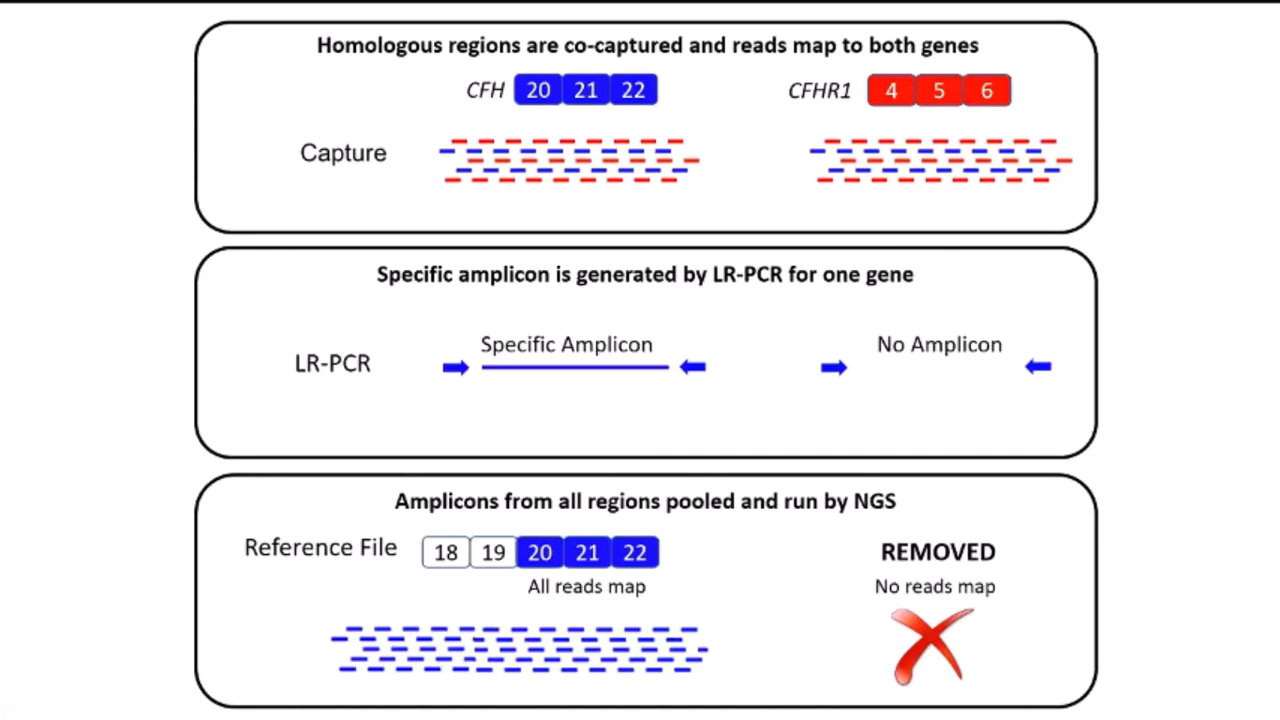 Homologous regions are co-captured and reads map to both genes
CFH 20 21 22 CFHR1 4 5 6
Capture
Specific amplicon is generated by LR-PCR for one gene
LR-PCR Specific Amplicon No Amplicon
Amplicons from all regions pooled and run by NGS
Reference File 18 19 20 21 22 REMOVED
All reads map No reads map